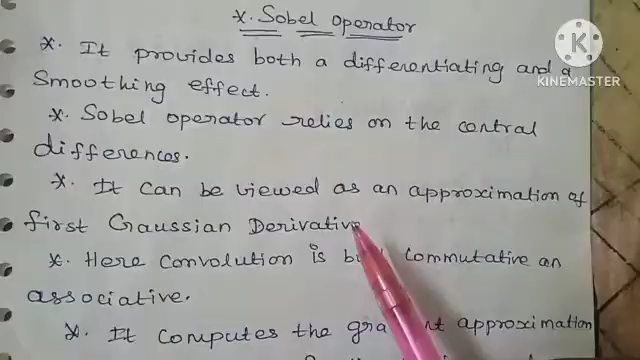 * Sobel Operator
* It provides both a differentiating and a
Smoothing effect.
* Sobel operator relies on the central
differences.
* It can be viewed as an approximation of
first Gaussian Derivative
* Here convolution is commutative an
associative.
* It computes the approximation
K
KINEMASTER